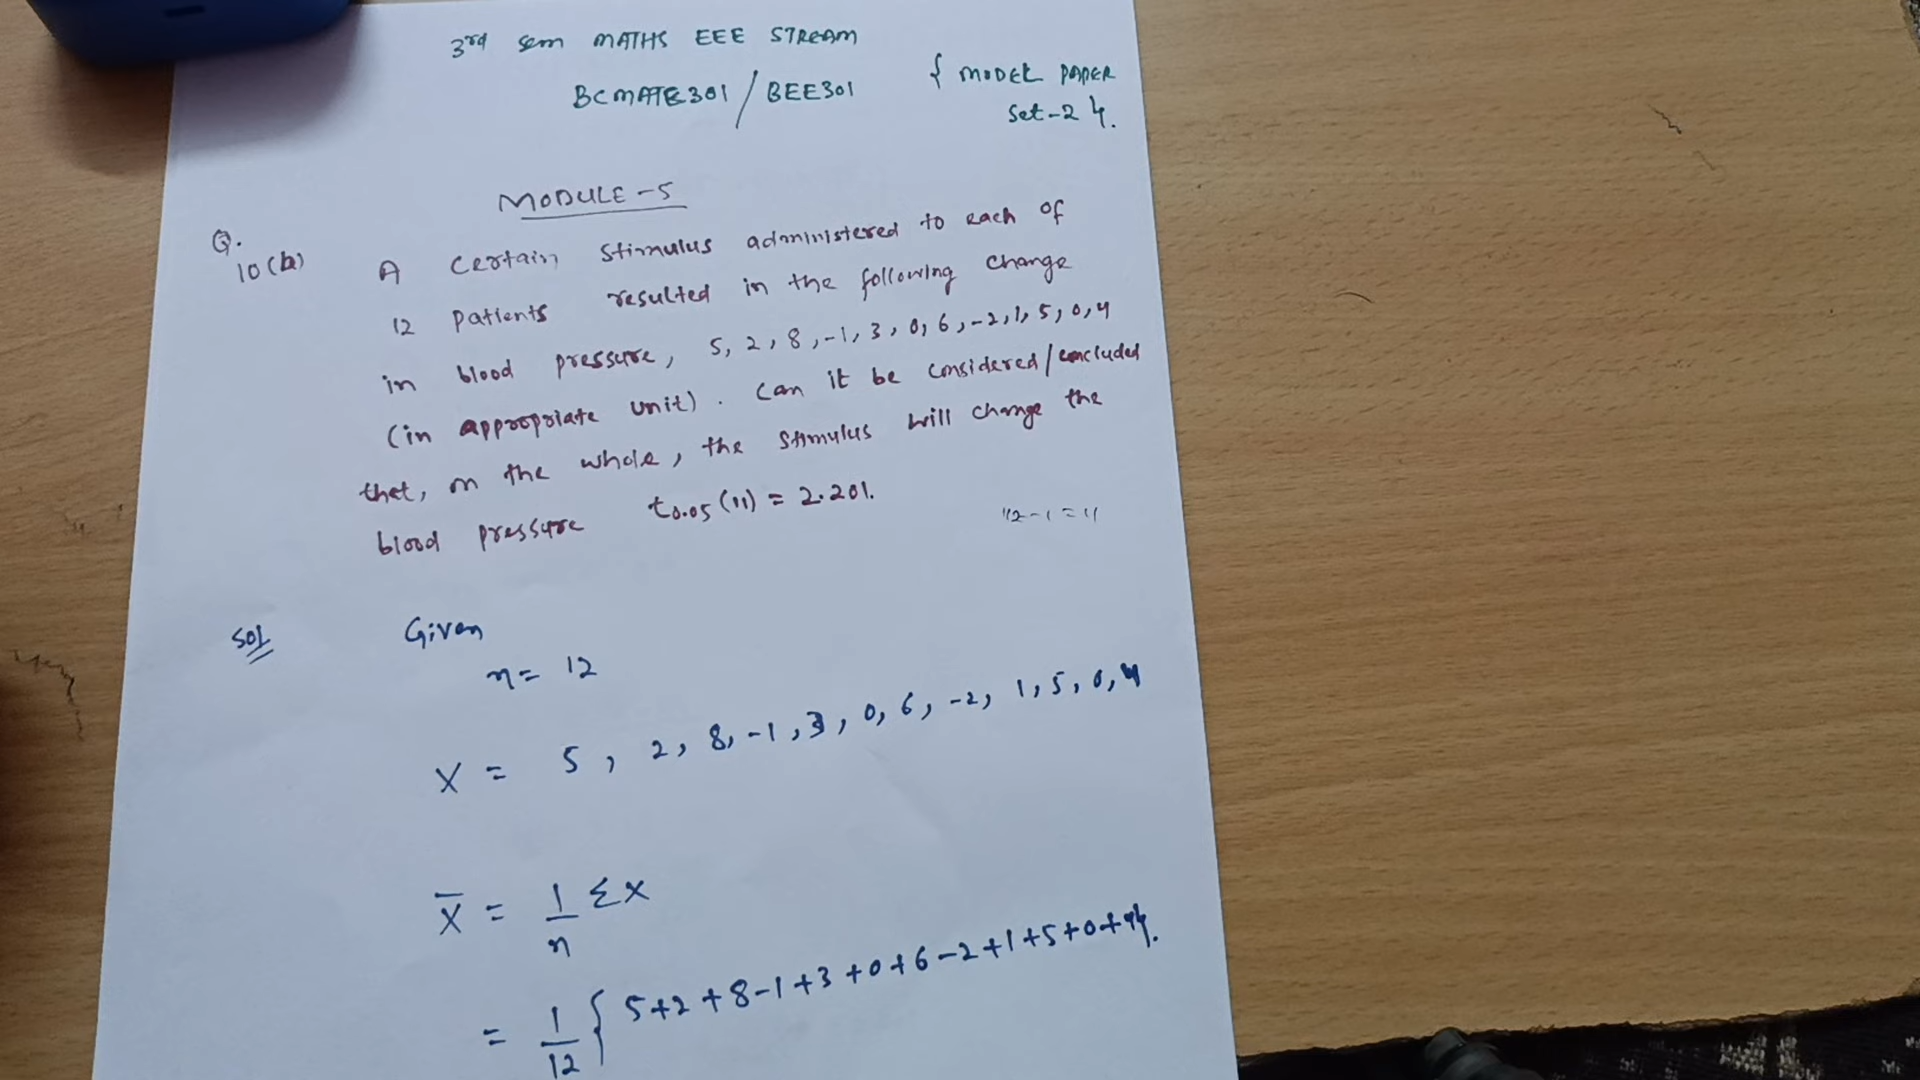 3rd sem MATHS EEE STREAM
BCMATE301 / BEE301 { MODEL PAPER
Set-2 }.
MODULE-5
Q.
10(b) A certain stimulus administered to each of
12 patients resulted in the following change
in blood pressure, 5, 2, 8, -1, 3, 0, 6, -2, 1, 5, 0, 4
(in appropriate unit). Can it be considered/concluded
that, on the whole, the stimulus will change the
blood pressure t0.05 (11) = 2.201.
12-1=11
Sol Given
n = 12
X = 5, 2, 8, -1, 3, 0, 6, -2, 1, 5, 0, 4
X̄ = 1/n Σx
= 1/12 { 5+2+8-1+3+0+6-2+1+5+0+4}.